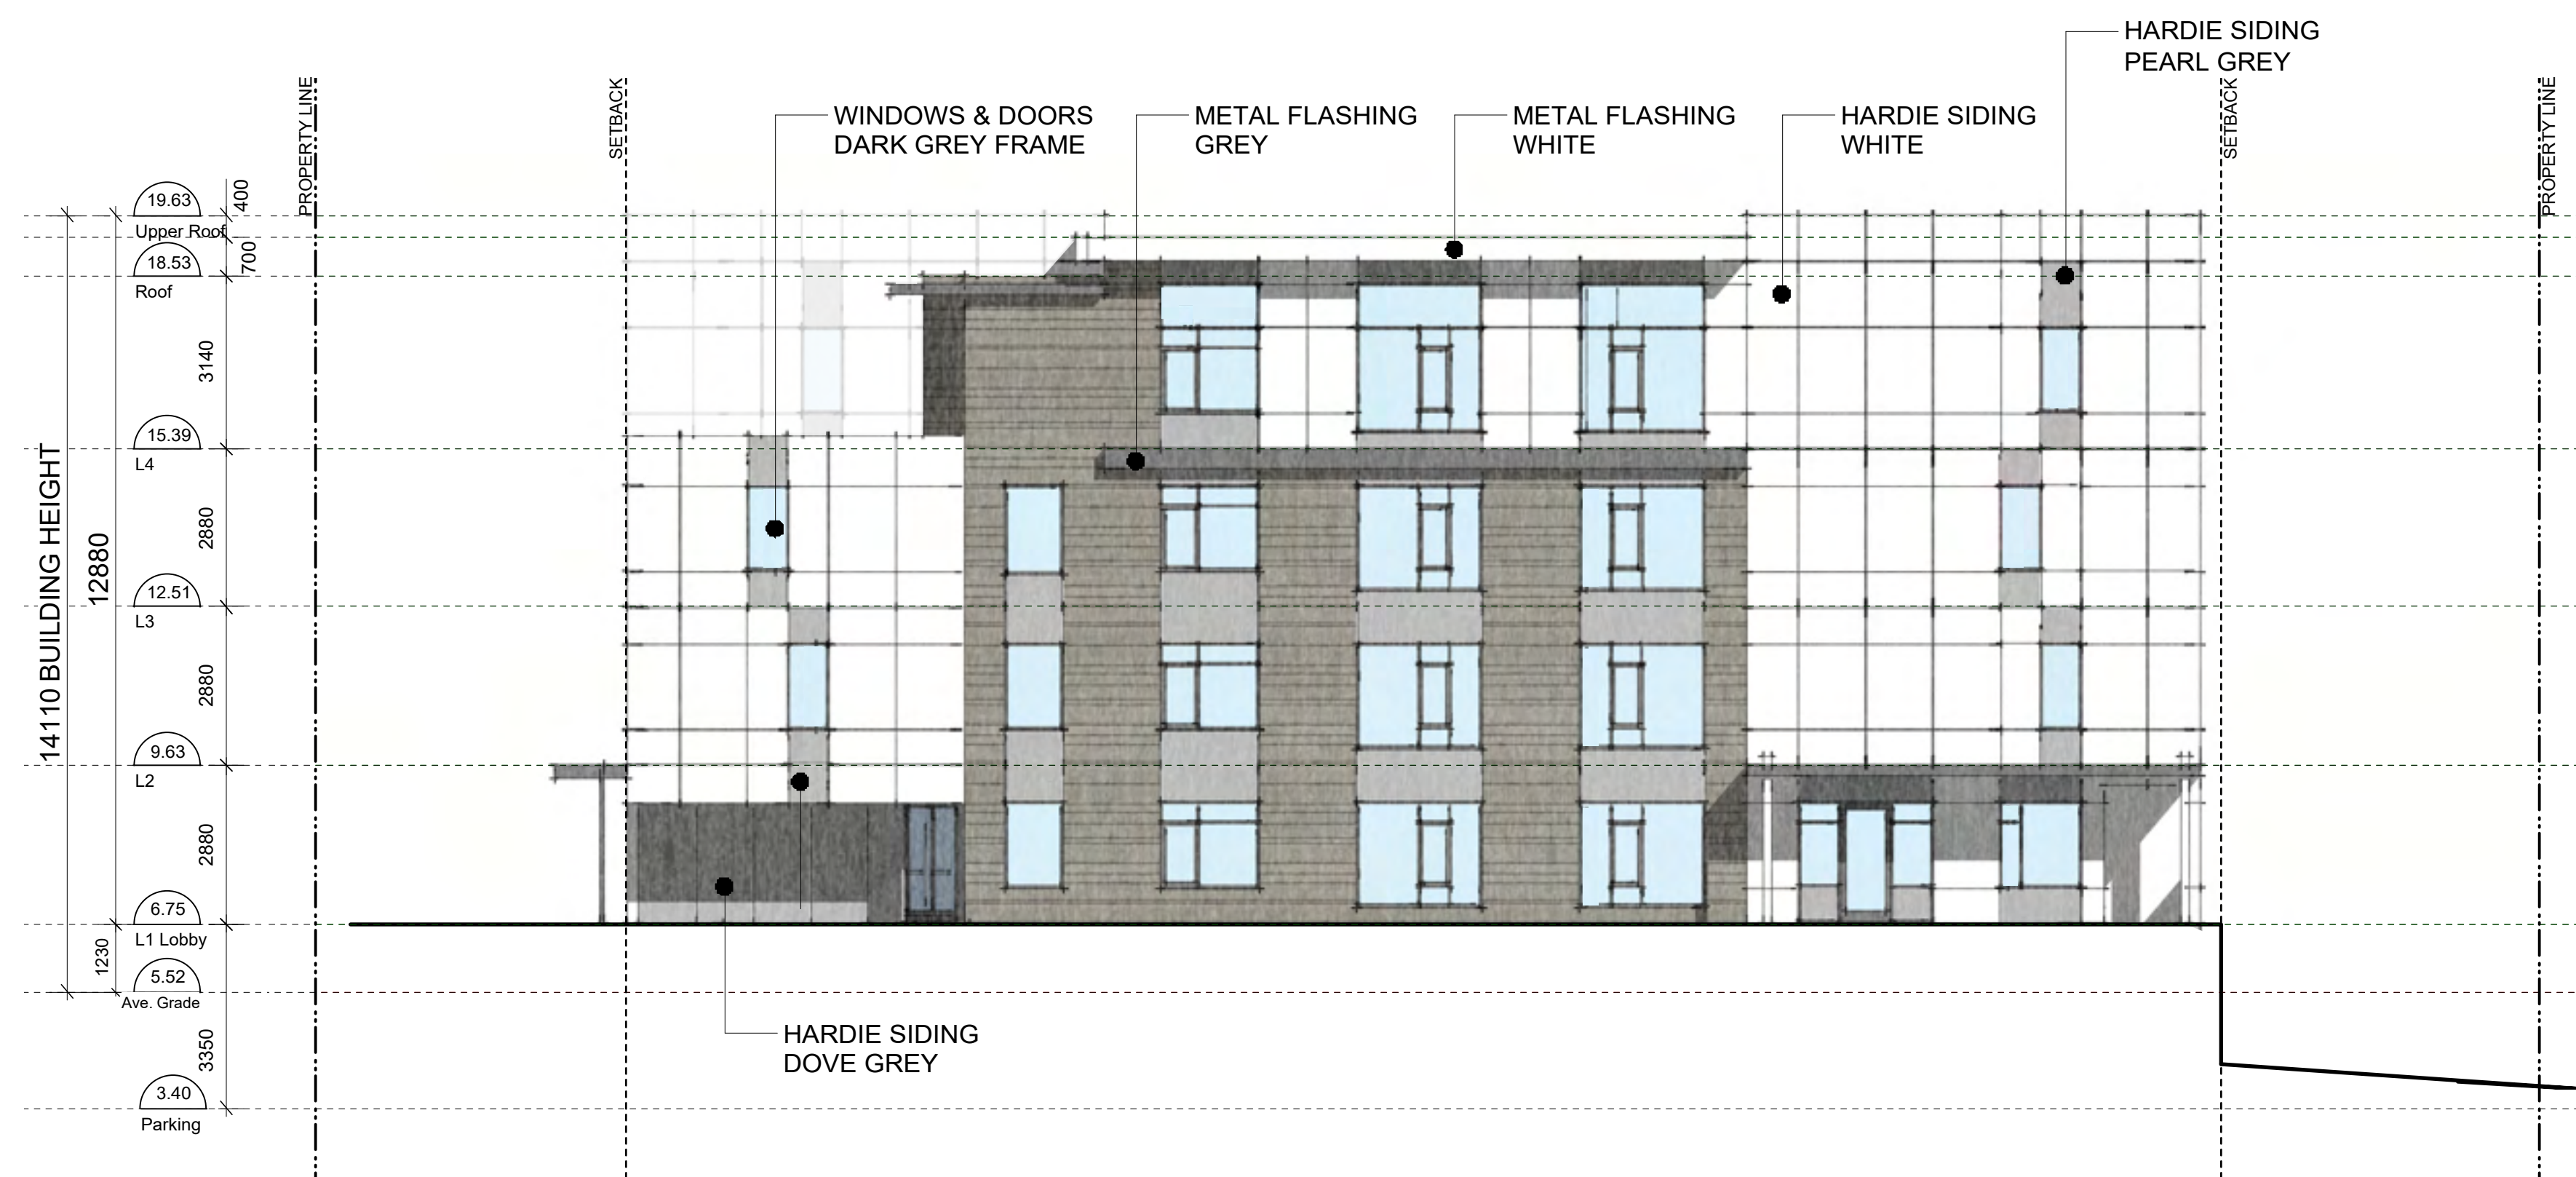 HARDIE SIDING
PEARL GREY
PROPERTY LINE
SETBACK
WINDOWS & DOORS
DARK GREY FRAME
METAL FLASHING
GREY
METAL FLASHING
WHITE
HARDIE SIDING
WHITE
SETBACK
PROPERTY LINE
19.63
400
Upper Roof
700
18.53
Roof
3140
15.39
L4
14110 BUILDING HEIGHT
12880
2880
12.51
L3
2880
9.63
L2
2880
6.75
L1 Lobby
1230
5.52
Ave. Grade
3350
3.40
Parking
HARDIE SIDING
DOVE GREY